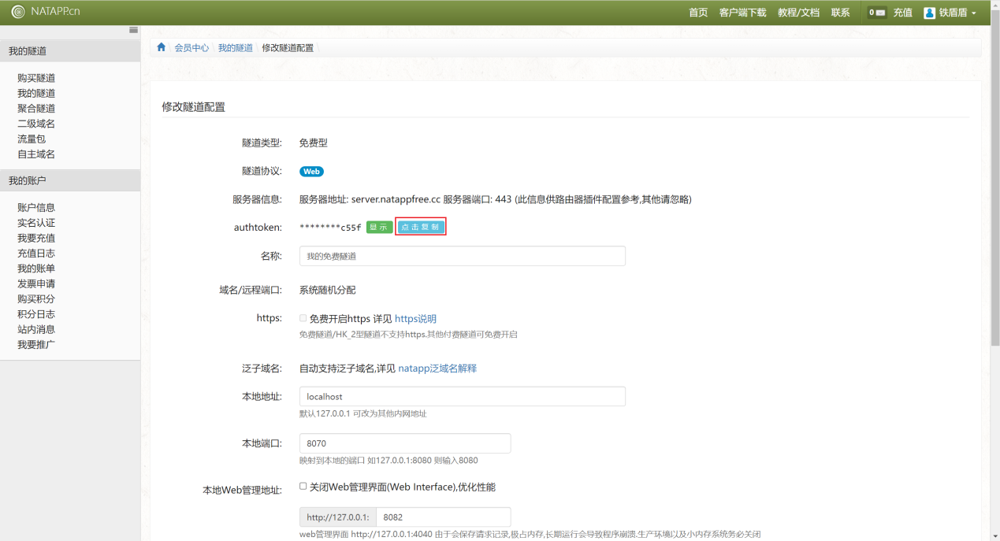 NATAPP.cn
首页 客户端下载 教程/文档 联系 0 充值 铁盾盾
我的隧道
购买隧道
我的隧道
聚合隧道
二级域名
流量包
自主域名
我的账户
账户信息
实名认证
我要充值
充值日志
我的账单
发票申请
购买积分
积分日志
站内消息
我要推广
会员中心 我的隧道 修改隧道配置
修改隧道配置
隧道类型: 免费型
隧道协议: Web
服务器信息: 服务器地址: server.natappfree.cc 服务器端口: 443 (此信息供路由器插件配置参考,其他请忽略)
authtoken: ********c55f 显示 点击复制
名称: 我的免费隧道
域名/远程端口: 系统随机分配
https: 免费开启https 详见 https说明
免费隧道/HK_2型隧道不支持https.其他付费隧道可免费开启
泛子域名: 自动支持泛子域名,详见 natapp泛域名解释
本地地址: localhost
默认127.0.0.1 可改为其他内网地址
本地端口: 8070
映射到本地的端口 如127.0.0.1:8080 则输入8080
本地Web管理地址: 关闭Web管理界面(Web Interface),优化性能
http://127.0.0.1: 8082
web管理界面 http://127.0.0.1:4040 由于会保存请求记录,极占内存,长期运行会导致程序崩溃.生产环境以及小内存系统务必关闭